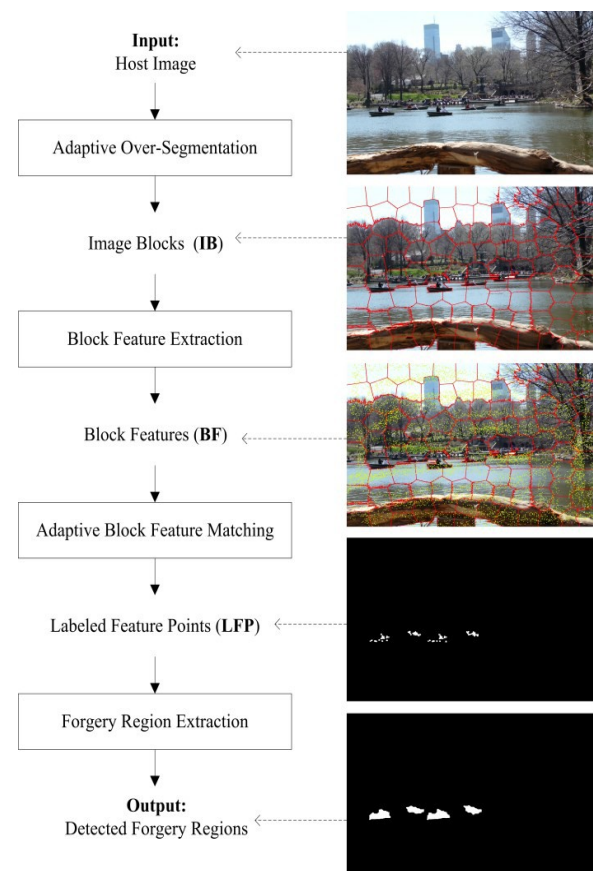 Input:
Host Image
Adaptive Over-Segmentation
Image Blocks (IB)
Block Feature Extraction
Block Features (BF)
Adaptive Block Feature Matching
Labeled Feature Points (LFP)
Forgery Region Extraction
Output:
Detected Forgery Regions